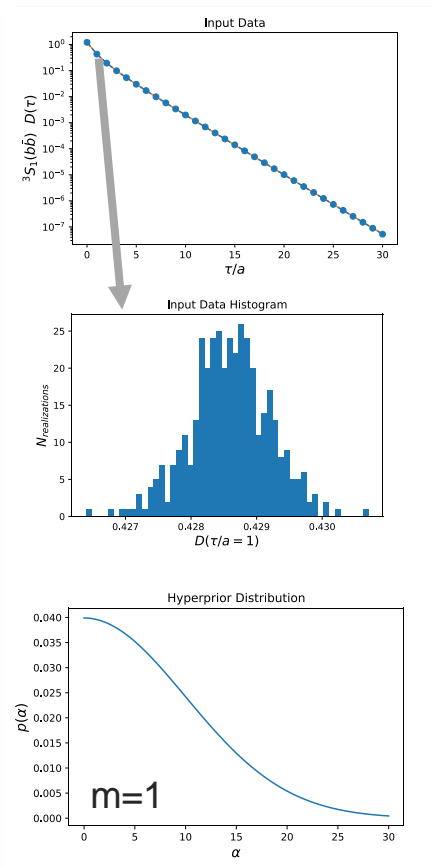 Input Data
10⁰
10⁻¹
10⁻²
10⁻³
10⁻⁴
10⁻⁵
10⁻⁶
10⁻⁷
³S₁(bb̄) D(τ)
0 5 10 15 20 25 30
τ/a
Input Data Histogram
25
20
15
10
5
0
N_realizations
0.427 0.428 0.429 0.430
D(τ/a = 1)
Hyperprior Distribution
0.040
0.035
0.030
0.025
0.020
0.015
0.010
0.005
0.000
p(α)
m=1
0 5 10 15 20 25 30
α